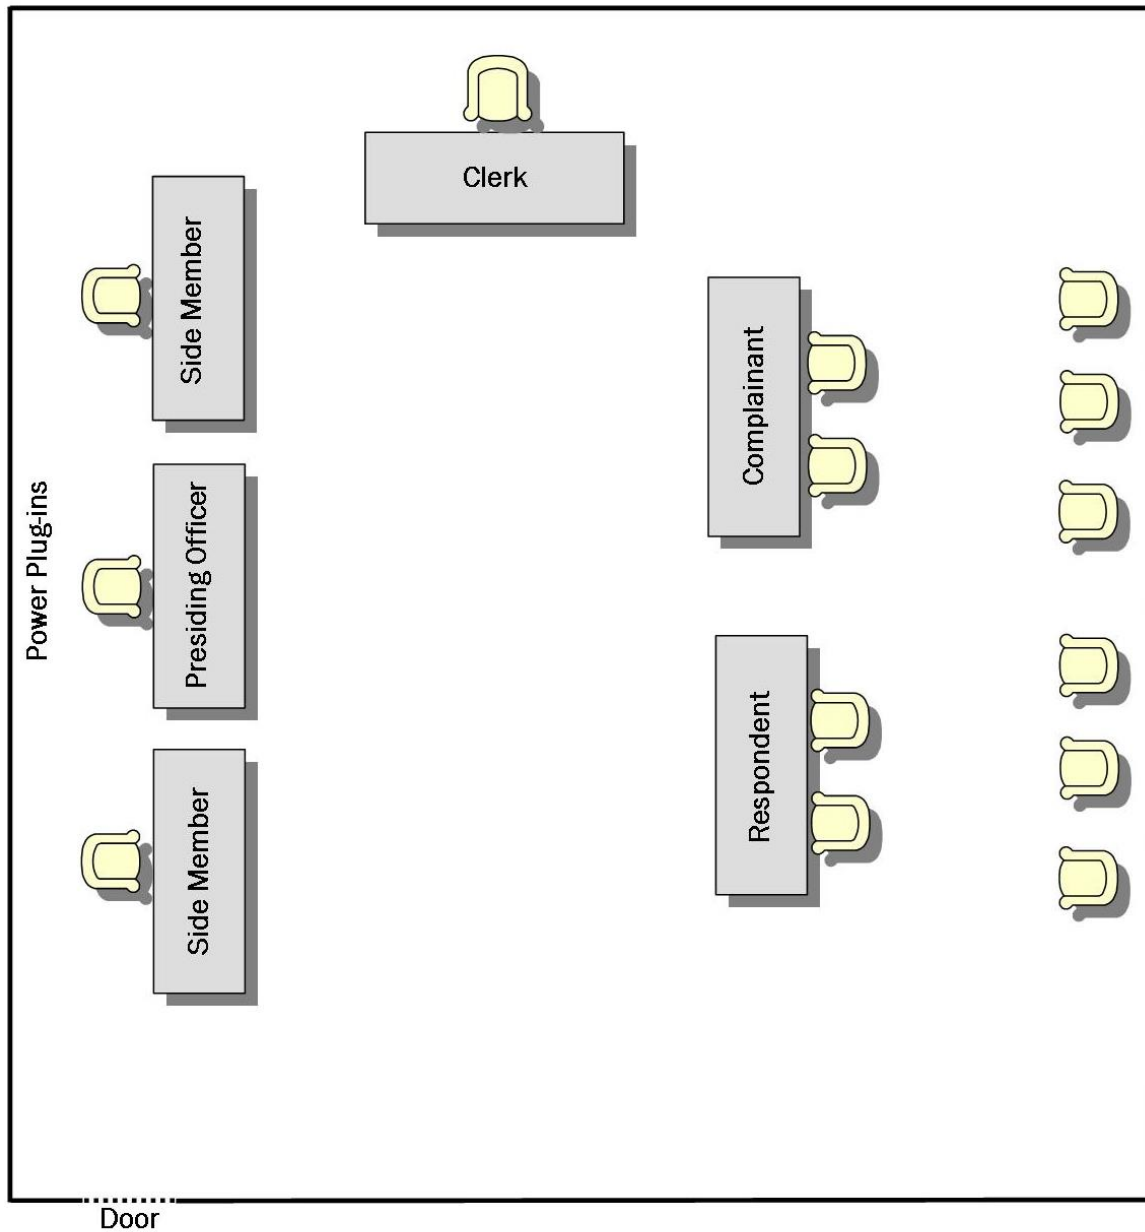 Clerk
Side Member
Complainant
Power Plug-ins
Presiding Officer
Respondent
Side Member
Door